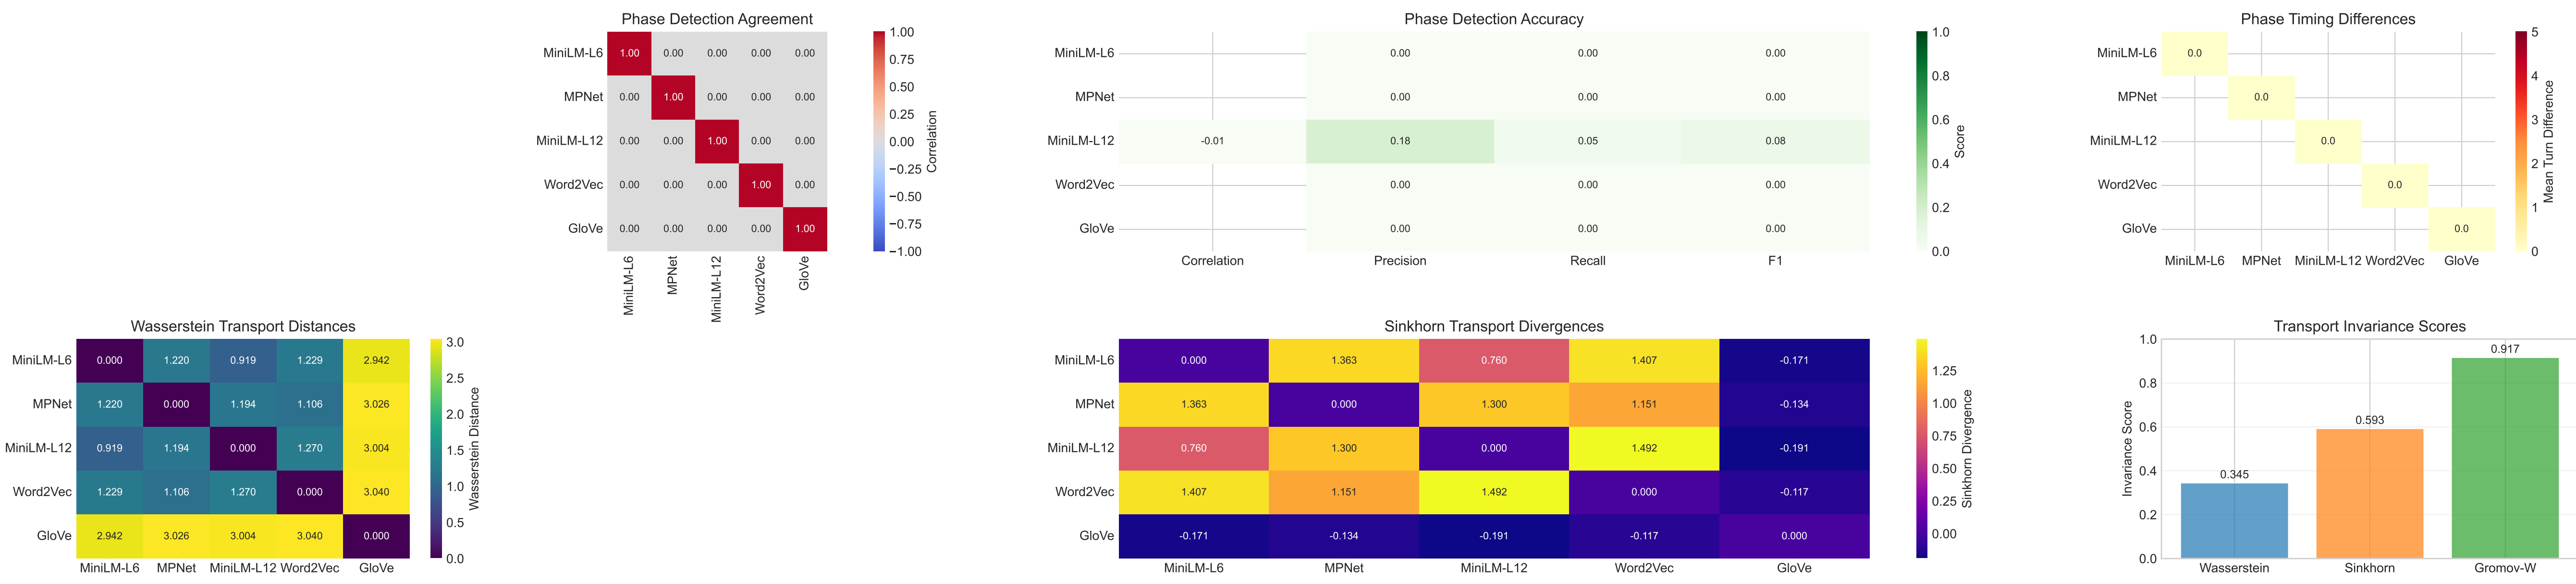 Phase Detection Agreement
MiniLM-L6 1.00 0.00 0.00 0.00 0.00
MPNet 0.00 1.00 0.00 0.00 0.00
MiniLM-L12 0.00 0.00 1.00 0.00 0.00
Word2Vec 0.00 0.00 0.00 1.00 0.00
GloVe 0.00 0.00 0.00 0.00 1.00
MiniLM-L6 MPNet MiniLM-L12 Word2Vec GloVe
1.00
0.75
0.50
0.25
0.00
−0.25
−0.50
−0.75
−1.00
Correlation
Phase Detection Accuracy
MiniLM-L6 0.00 0.00 0.00
MPNet 0.00 0.00 0.00
MiniLM-L12 -0.01 0.18 0.05 0.08
Word2Vec 0.00 0.00 0.00
GloVe 0.00 0.00 0.00
Correlation Precision Recall F1
1.0
0.8
0.6
0.4
0.2
0.0
Score
Phase Timing Differences
MiniLM-L6 0.0
MPNet 0.0
MiniLM-L12 0.0
Word2Vec 0.0
GloVe 0.0
MiniLM-L6 MPNet MiniLM-L12 Word2Vec GloVe
5
4
3
2
1
0
Mean Turn Difference
Wasserstein Transport Distances
MiniLM-L6 0.000 1.220 0.919 1.229 2.942
MPNet 1.220 0.000 1.194 1.106 3.026
MiniLM-L12 0.919 1.194 0.000 1.270 3.004
Word2Vec 1.229 1.106 1.270 0.000 3.040
GloVe 2.942 3.026 3.004 3.040 0.000
MiniLM-L6 MPNet MiniLM-L12 Word2Vec GloVe
3.0
2.5
2.0
1.5
1.0
0.5
0.0
Wasserstein Distance
Sinkhorn Transport Divergences
MiniLM-L6 0.000 1.363 0.760 1.407 -0.171
MPNet 1.363 0.000 1.300 1.151 -0.134
MiniLM-L12 0.760 1.300 0.000 1.492 -0.191
Word2Vec 1.407 1.151 1.492 0.000 -0.117
GloVe -0.171 -0.134 -0.191 -0.117 0.000
MiniLM-L6 MPNet MiniLM-L12 Word2Vec GloVe
1.25
1.00
0.75
0.50
0.25
0.00
Sinkhorn Divergence
Transport Invariance Scores
1.0
0.8
0.6
0.4
0.2
0.0
Invariance Score
0.345 0.593 0.917
Wasserstein Sinkhorn Gromov-W